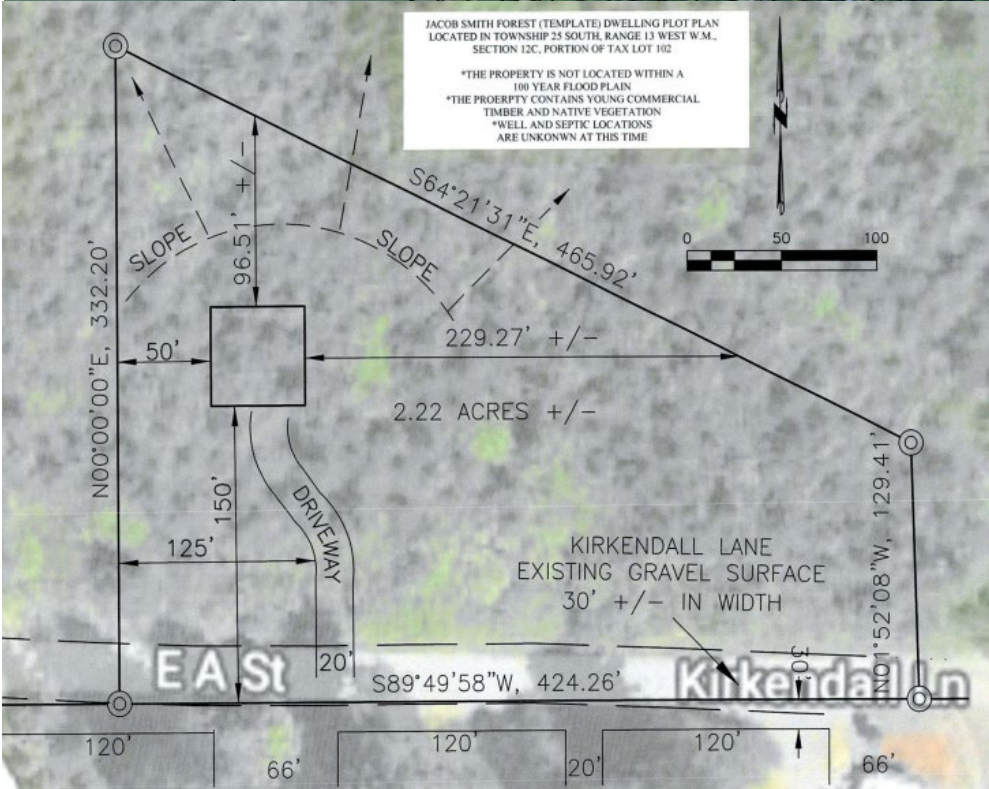 JACOB SMITH FOREST (TEMPLATE) DWELLING PLOT PLAN
LOCATED IN TOWNSHIP 25 SOUTH, RANGE 13 WEST W.M.,
SECTION 12C, PORTION OF TAX LOT 102
*THE PROPERTY IS NOT LOCATED WITHIN A
100 YEAR FLOOD PLAIN
*THE PROERPTY CONTAINS YOUNG COMMERCIAL
TIMBER AND NATIVE VEGETATION
*WELL AND SEPTIC LOCATIONS
ARE UNKONWN AT THIS TIME
N
S64°21'31"E, 465.92'
96.51' +/-
SLOPE
SLOPE
0 50 100
N00°00'00"E, 332.20'
50'
229.27' +/-
2.22 ACRES +/-
150'
DRIVEWAY
125'
N01°52'08"W, 129.41'
KIRKENDALL LANE
EXISTING GRAVEL SURFACE
30' +/- IN WIDTH
E A St
20'
S89°49'58"W, 424.26'
Kirkendall Ln
30'
120'
66'
120'
20'
120'
66'